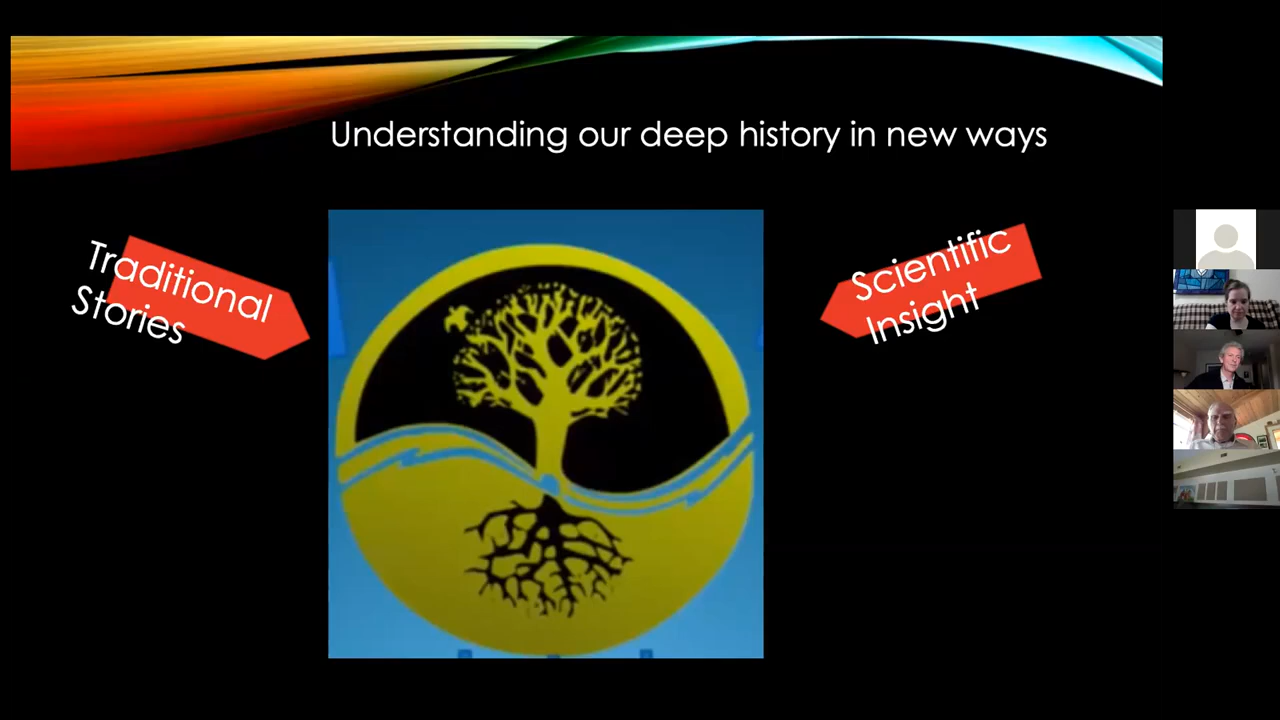 Understanding our deep history in new ways
Traditional
Stories
Scientific
Insight